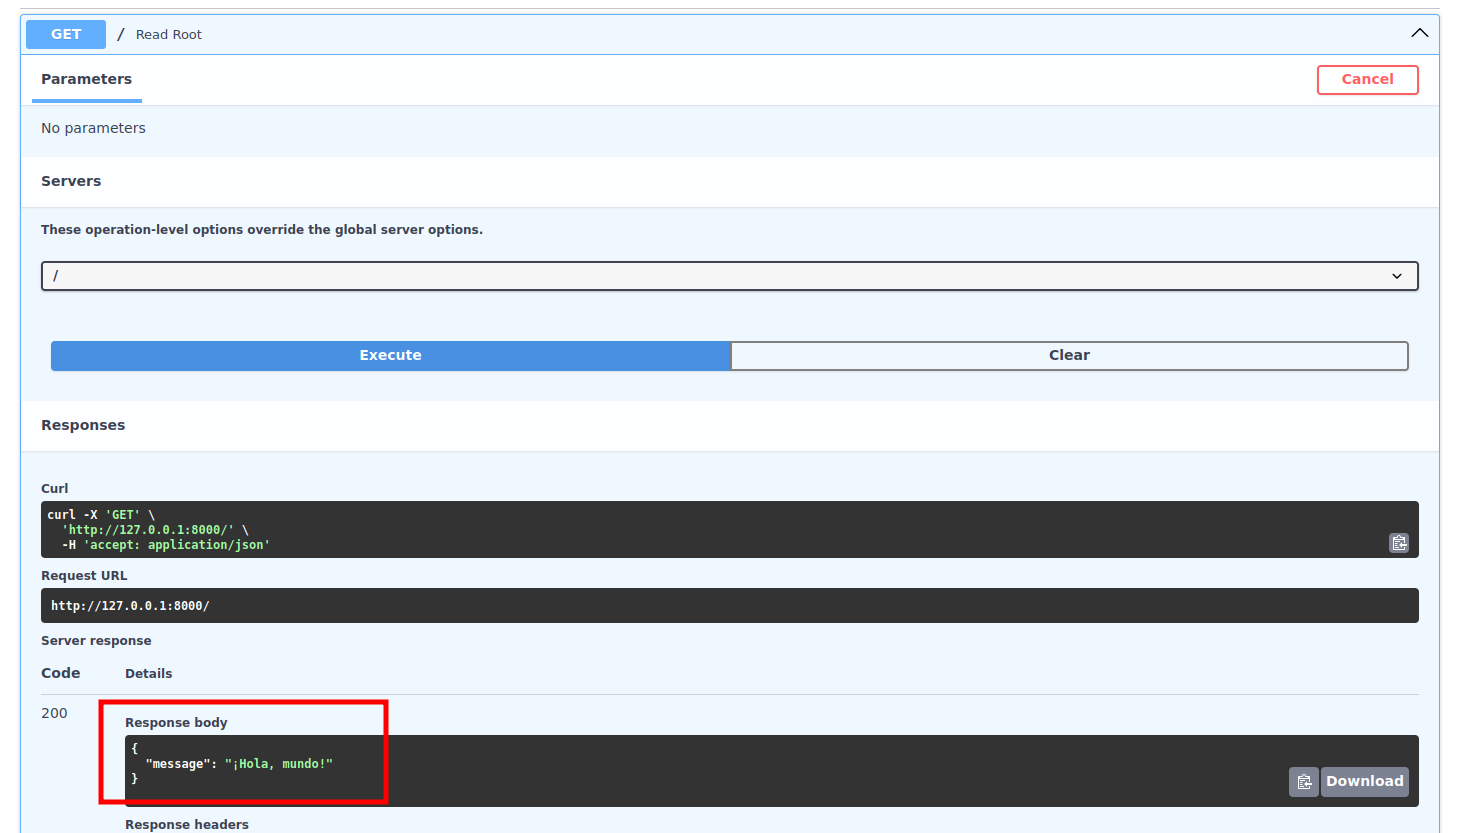 GET / Read Root
Parameters
Cancel
No parameters
Servers
These operation-level options override the global server options.
/
Execute
Clear
Responses
Curl
curl -X 'GET' \
'http://127.0.0.1:8000/' \
-H 'accept: application/json'
Request URL
http://127.0.0.1:8000/
Server response
Code Details
200
Response body
{
"message": "¡Hola, mundo!"
}
Download
Response headers